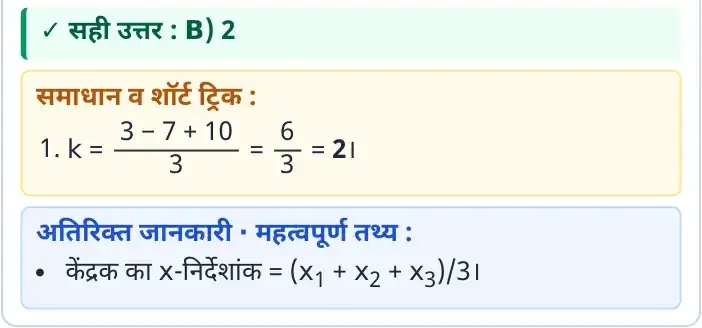 ✓ सही उत्तर : B) 2
समाधान व शॉर्ट ट्रिक :
1. k = (3 − 7 + 10)/3 = 6/3 = 2।
अतिरिक्त जानकारी · महत्वपूर्ण तथ्य :
• केंद्रक का x-निर्देशांक = (x₁ + x₂ + x₃)/3।